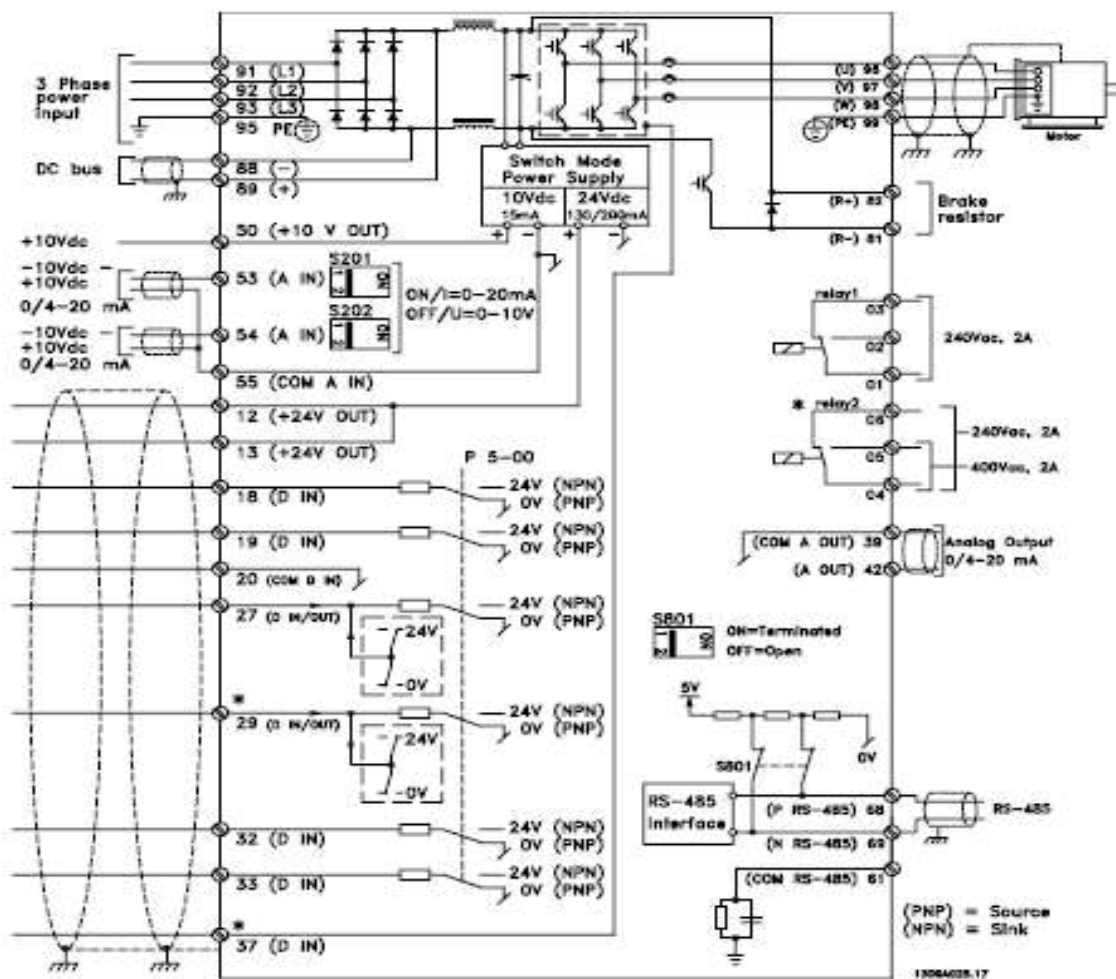 3 Phase
power
input
91 (L1)
92 (L2)
93 (L3)
95 PE
DC bus
88 (-)
89 (+)
Switch Mode
Power Supply
10Vdc
15mA
24Vdc
130/200mA
+ - + -
(U) 96
(V) 97
(W) 98
(PE) 99
Motor
(R+) 82
(R-) 81
Brake
resistor
+10Vdc
50 (+10 V OUT)
-10Vdc -
+10Vdc
0/4-20 mA
53 (A IN)
S201
1 2
ON
ON/I=0-20mA
OFF/U=0-10V
-10Vdc -
+10Vdc
0/4-20 mA
54 (A IN)
S202
1 2
ON
55 (COM A IN)
12 (+24V OUT)
13 (+24V OUT)
P 5-00
18 (D IN)
24V (NPN)
0V (PNP)
19 (D IN)
24V (NPN)
0V (PNP)
20 (COM D IN)
27 (D IN/OUT)
24V (NPN)
0V (PNP)
24V
0V
*
29 (D IN/OUT)
24V (NPN)
0V (PNP)
24V
0V
32 (D IN)
24V (NPN)
0V (PNP)
33 (D IN)
24V (NPN)
0V (PNP)
*
37 (D IN)
relay1
03
02
01
240Vac, 2A
* relay2
06
05
04
240Vac, 2A
400Vac, 2A
(COM A OUT) 39
(A OUT) 42
Analog Output
0/4-20 mA
S801
1 2
ON
ON=Terminated
OFF=Open
5V
S801
0V
RS-485
Interface
(P RS-485) 68
(N RS-485) 69
(COM RS-485) 61
RS-485
(PNP) = Source
(NPN) = Sink